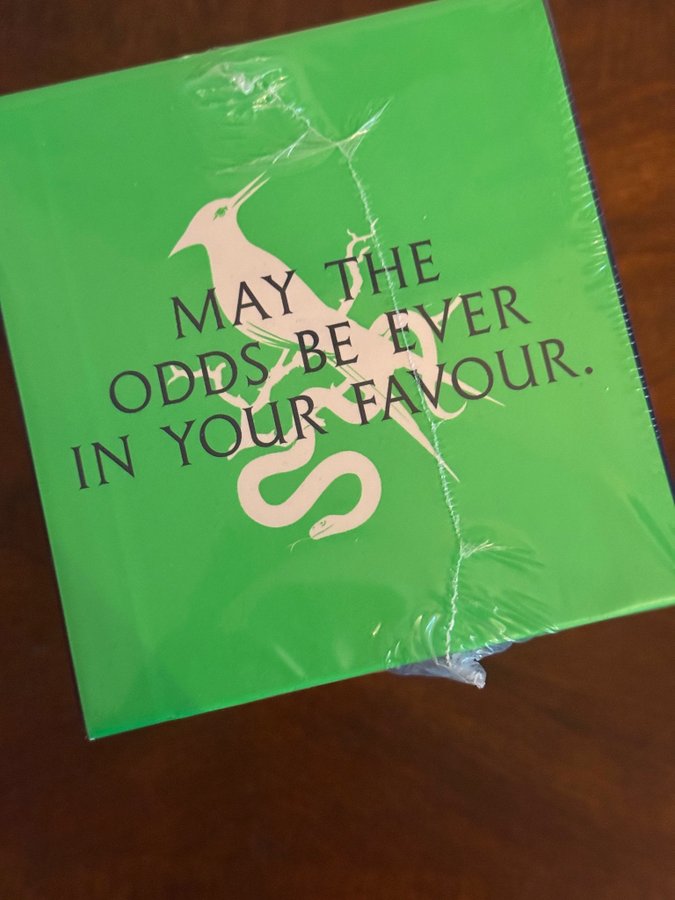 MAY THE
ODDS BE EVER
IN YOUR FAVOUR.